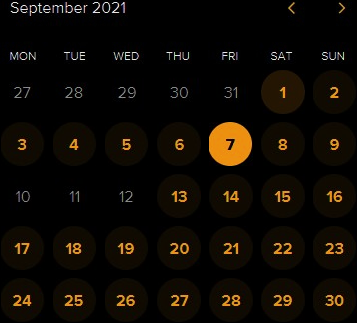 September 2021
MON TUE WED THU FRI SAT SUN
27 28 29 30 31 1 2
3 4 5 6 7 8 9
10 11 12 13 14 15 16
17 18 19 20 21 22 23
24 25 26 27 28 29 30